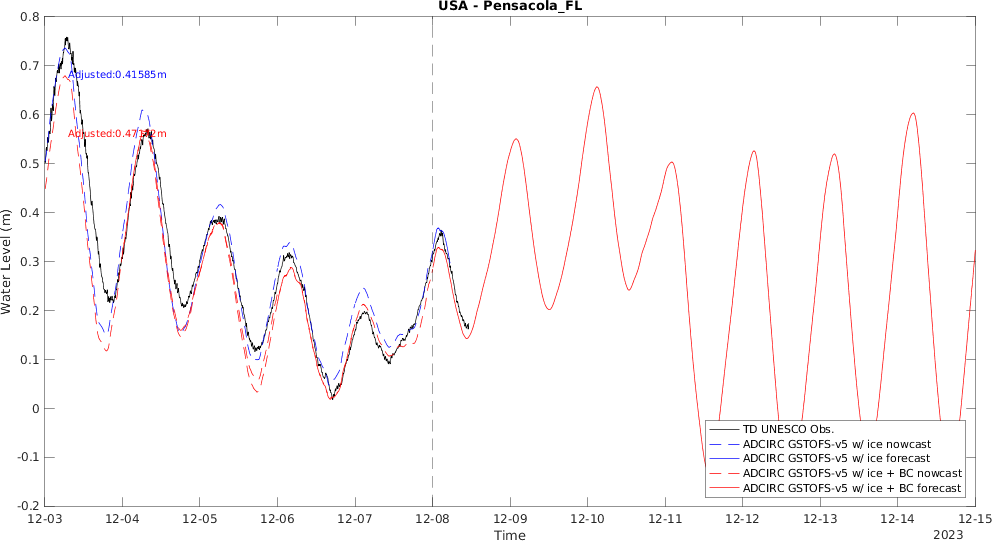 USA - Pensacola_FL
0.8
0.7
0.6
0.5
0.4
0.3
0.2
0.1
0
-0.1
-0.2
Water Level (m)
Adjusted:0.41585m
TD UNESCO Obs.
ADCIRC GSTOFS-v5 w/ ice nowcast
ADCIRC GSTOFS-v5 w/ ice forecast
ADCIRC GSTOFS-v5 w/ ice + BC nowcast
ADCIRC GSTOFS-v5 w/ ice + BC forecast
12-03 12-04 12-05 12-06 12-07 12-08 12-09 12-10 12-11 12-12 12-13 12-14 12-15
Time
2023